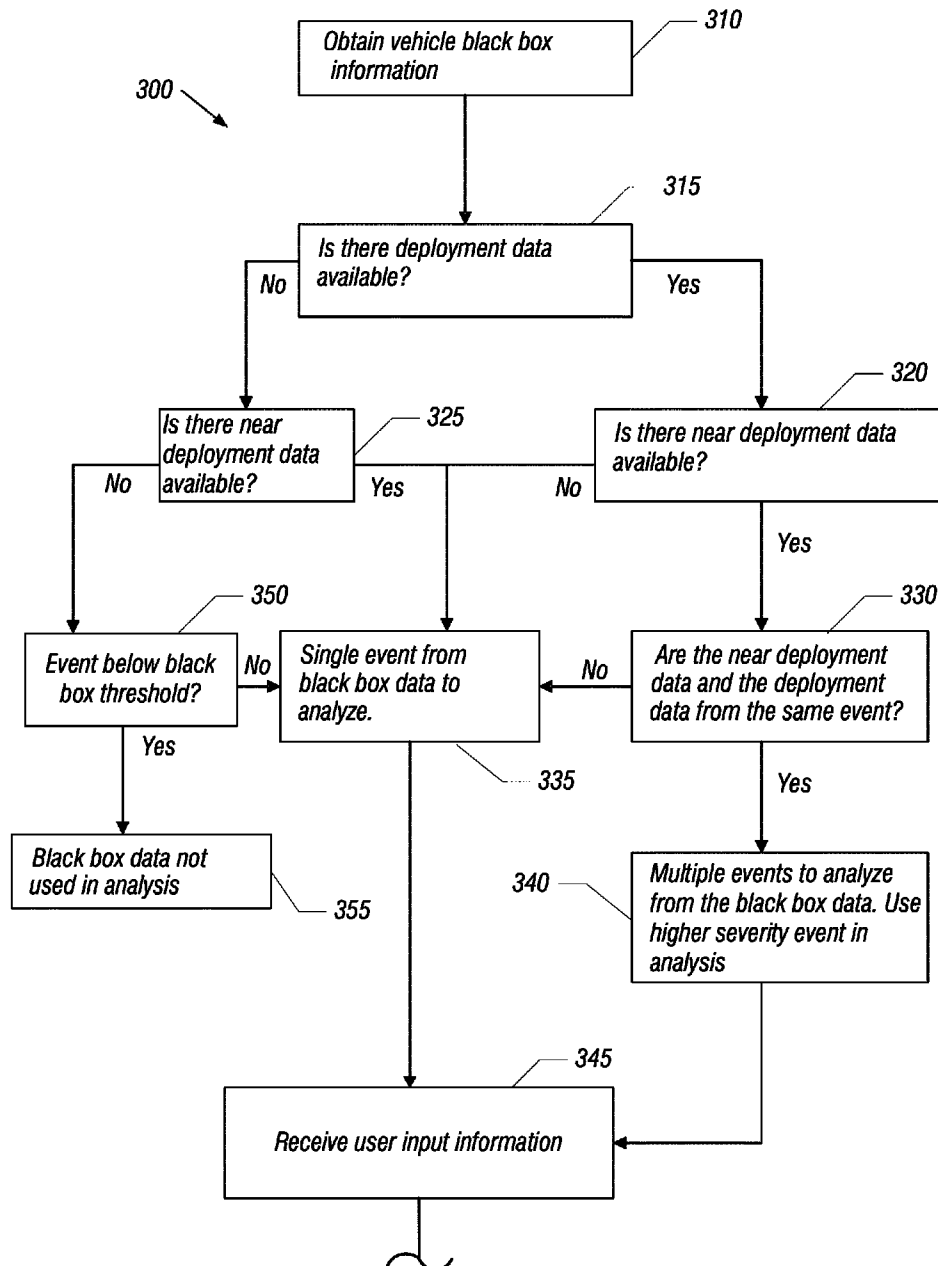 Obtain vehicle black box
information
310
300
315
Is there deployment data
available?
No
Yes
320
Is there near
deployment data
available?
325
Is there near deployment data
available?
No
Yes
No
Yes
350
330
Event below black
box threshold?
No
Single event from
black box data to
analyze.
No
Are the near deployment
data and the deployment
data from the same event?
Yes
335
Yes
Black box data not
used in analysis
355
340
Multiple events to analyze
from the black box data. Use
higher severity event in
analysis
345
Receive user input information